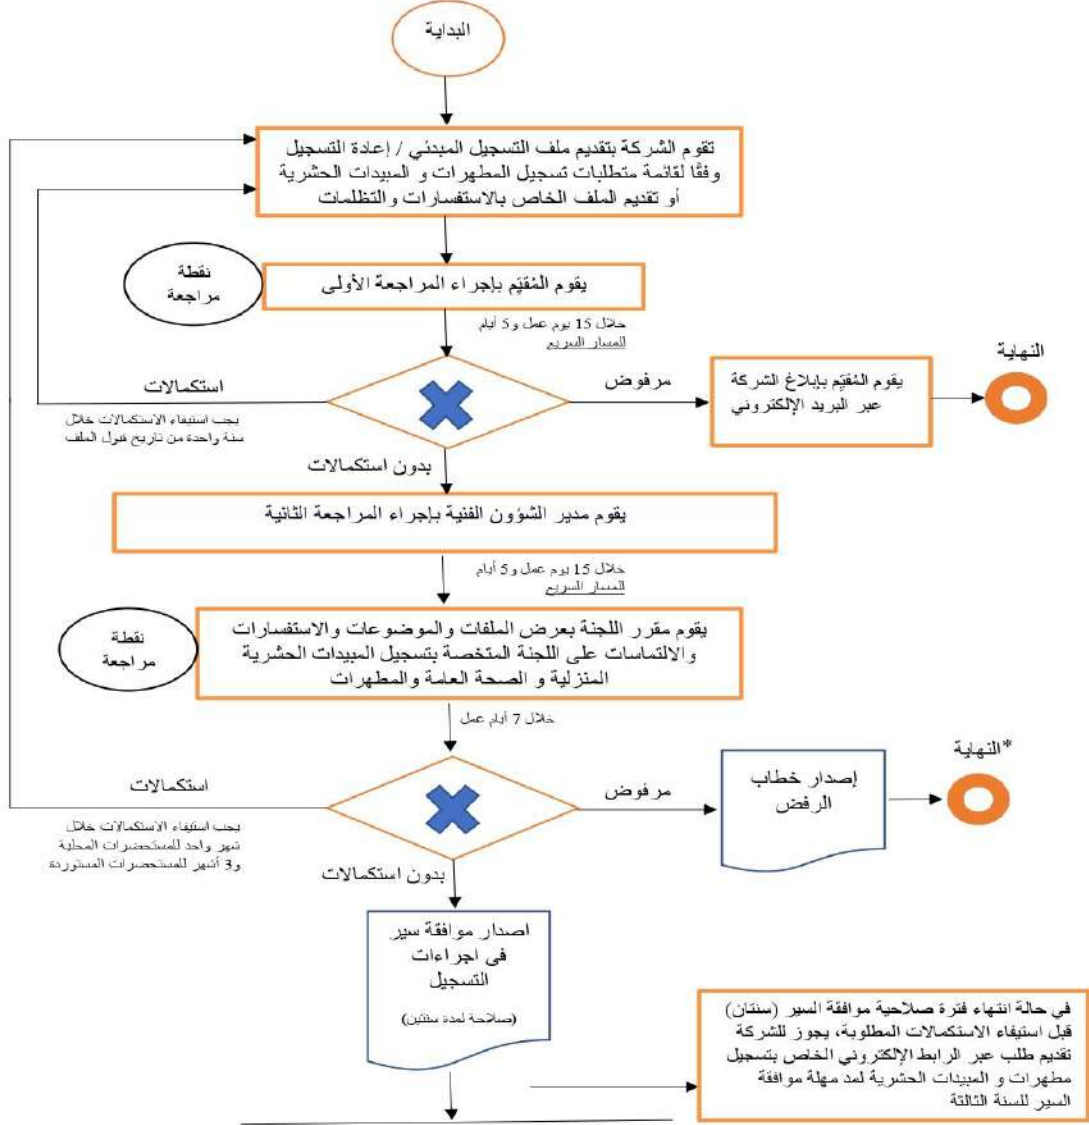 البداية
تقوم الشركة بتقديم ملف التسجيل المبدئي / إعادة التسجيل
وفقًا لقائمة متطلبات تسجيل المطهرات و المبيدات الحشرية
أو تقديم الملف الخاص بالاستفسارات والتظلمات
نقطة
مراجعة
يقوم المُقيّم بإجراء المراجعة الأولى
خلال 15 يوم عمل و5 أيام
للمسار السريع
استكمالات
يجب استيفاء الاستكمالات خلال
سنة واحدة من تاريخ قبول الملف
مرفوض
يقوم المُقيّم بإبلاغ الشركة
عبر البريد الإلكتروني
النهاية
بدون استكمالات
يقوم مدير الشؤون الفنية بإجراء المراجعة الثانية
خلال 15 يوم عمل و5 أيام
للمسار السريع
نقطة
مراجعة
يقوم مقرر اللجنة بعرض الملفات والموضوعات والاستفسارات
والالتماسات على اللجنة المتخصة بتسجيل المبيدات الحشرية
المنزلية و الصحة العامة والمطهرات
خلال 7 أيام عمل
استكمالات
يجب استيفاء الاستكمالات خلال
شهر واحد للمستحضرات المحلية
و3 أشهر للمستحضرات المستوردة
مرفوض
إصدار خطاب
الرفض
*النهاية
بدون استكمالات
اصدار موافقة سير
فى اجراءات
التسجيل
(صلاحة لمدة سنتين)
في حالة انتهاء فترة صلاحية موافقة السير (سنتان)
قبل استيفاء الاستكمالات المطلوبة، يجوز للشركة
تقديم طلب عبر الرابط الإلكتروني الخاص بتسجيل
مطهرات و المبيدات الحشرية لمد مهلة موافقة
السير للسنة الثالثة